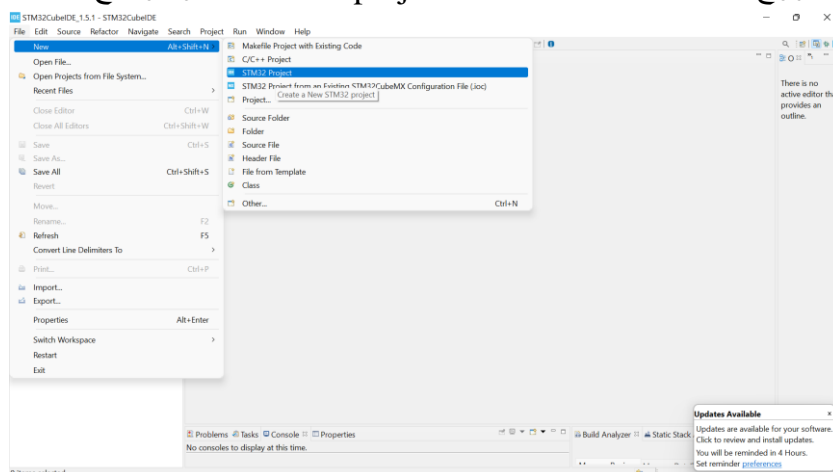 proj
STM32CubeIDE_1.5.1 - STM32CubeIDE
File Edit Source Refactor Navigate Search Project Run Window Help
New Alt+Shift+N >
Open File...
Open Projects from File System...
Recent Files >
Close Editor Ctrl+W
Close All Editors Ctrl+Shift+W
Save Ctrl+S
Save As...
Save All Ctrl+Shift+S
Revert
Move...
Rename... F2
Refresh F5
Convert Line Delimiters To >
Print... Ctrl+P
Import...
Export...
Properties Alt+Enter
Switch Workspace >
Restart
Exit
Makefile Project with Existing Code
C/C++ Project
STM32 Project
STM32 Project from an Existing STM32CubeMX Configuration File (.ioc)
Project...
Create a New STM32 project
Source Folder
Folder
Source File
Header File
File from Template
Class
Other... Ctrl+N
There is no
active editor th
provides an
outline.
Problems Tasks Console Properties
No consoles to display at this time.
Build Analyzer Static Stack
Updates Available x
Updates are available for your software.
Click to review and install updates.
You will be reminded in 4 Hours.
Set reminder preferences